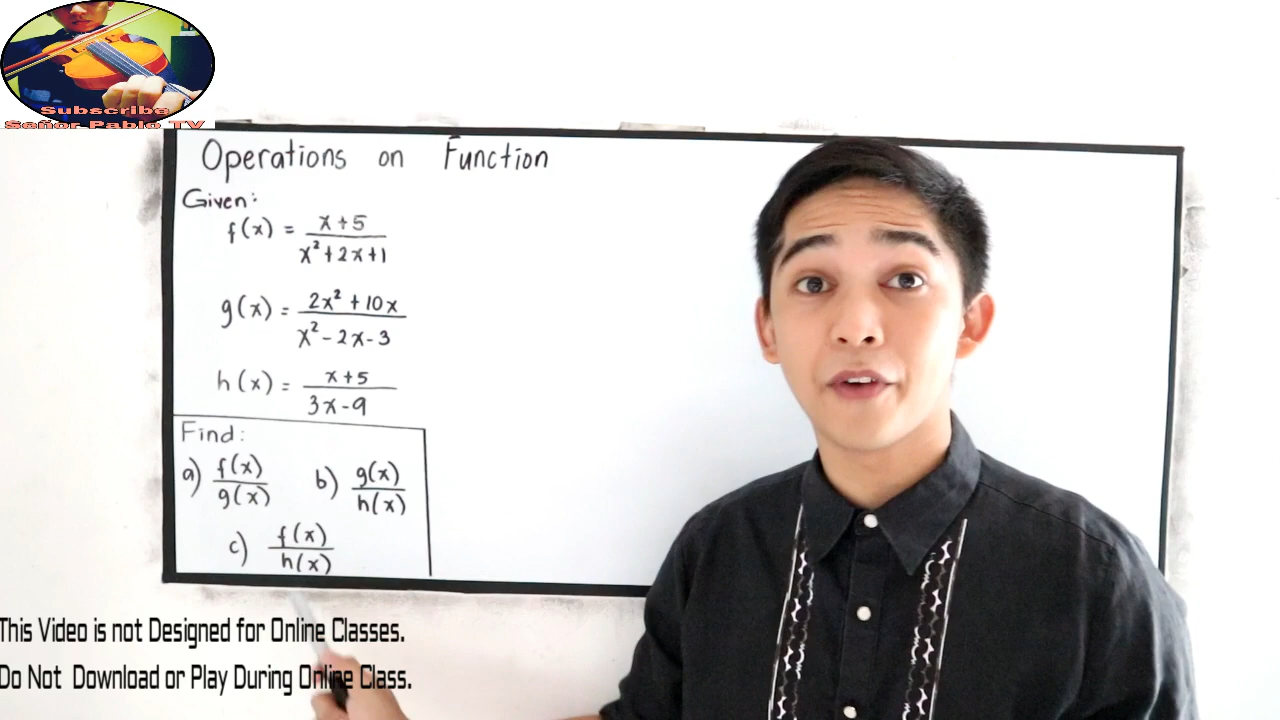 Subscribe
Señor Pablo TV
Operations on Function
Given:
f(x) = x+5 / x²+2x+1
g(x) = 2x² + 10x / x² - 2x - 3
h(x) = x+5 / 3x-9
Find:
a) f(x) / g(x) b) g(x) / h(x)
c) f(x) / h(x)
This Video is not Designed for Online Classes.
Do Not Download or Play During Online Class.